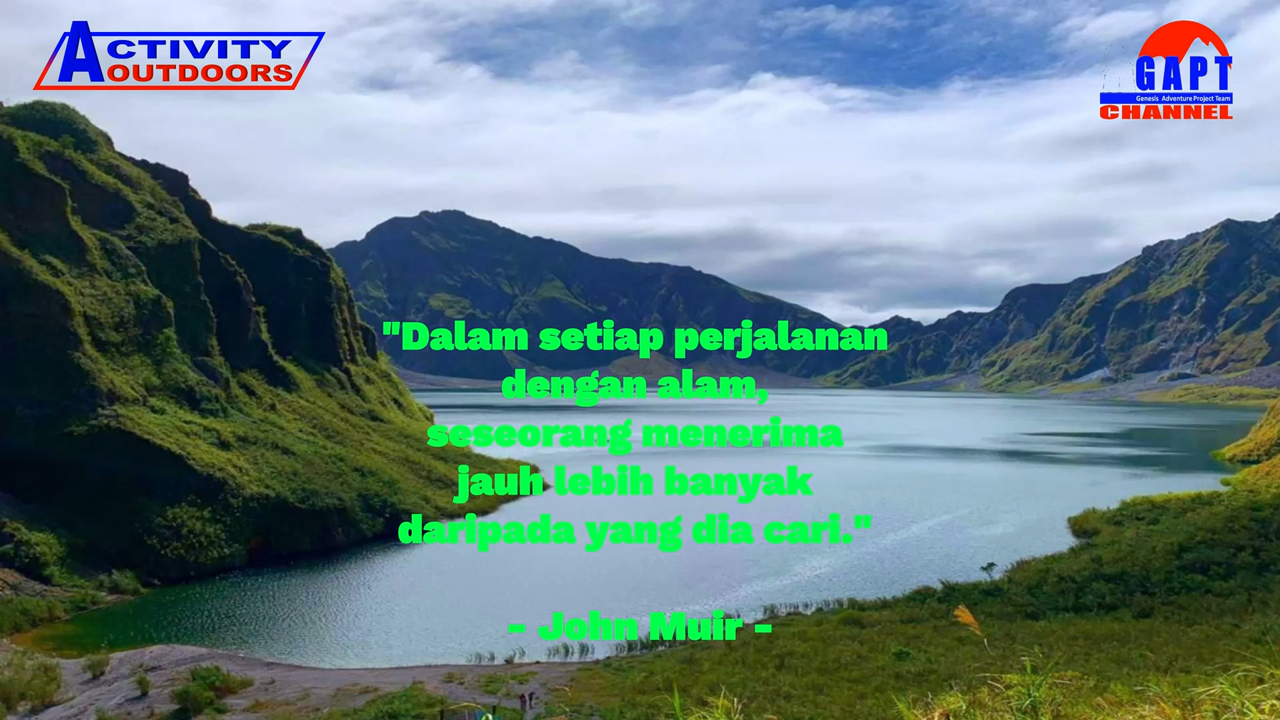 ACTIVITY
OUTDOORS
GAPT
Genesis Adventure Project Team
CHANNEL
"Dalam setiap perjalanan
dengan alam,
seseorang menerima
jauh lebih banyak
daripada yang dia cari."
- John Muir -